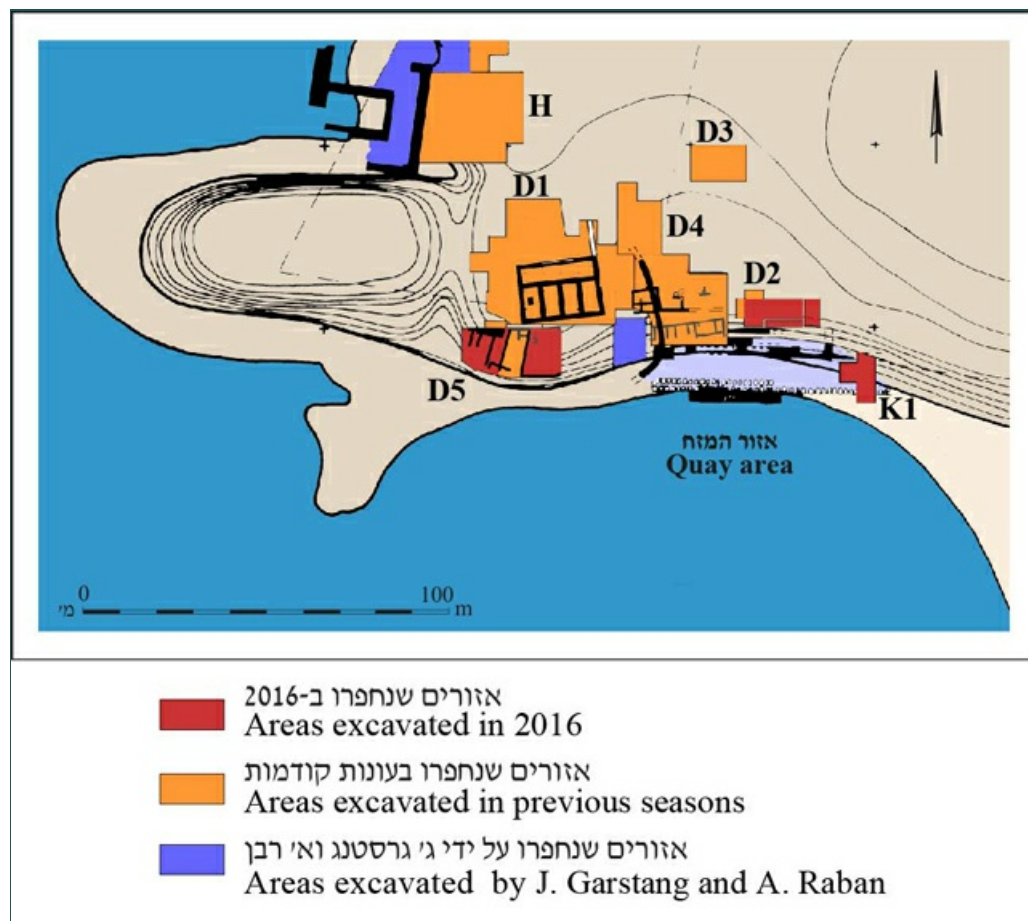 H
D3
D1
D4
D2
D5
K1
אזור המזח
Quay area
0 100
מ' m
אזורים שנחפרו ב-2016
Areas excavated in 2016
אזורים שנחפרו בעונות קודמות
Areas excavated in previous seasons
אזורים שנחפרו על ידי ג' גרסטנג וא' רבן
Areas excavated by J. Garstang and A. Raban